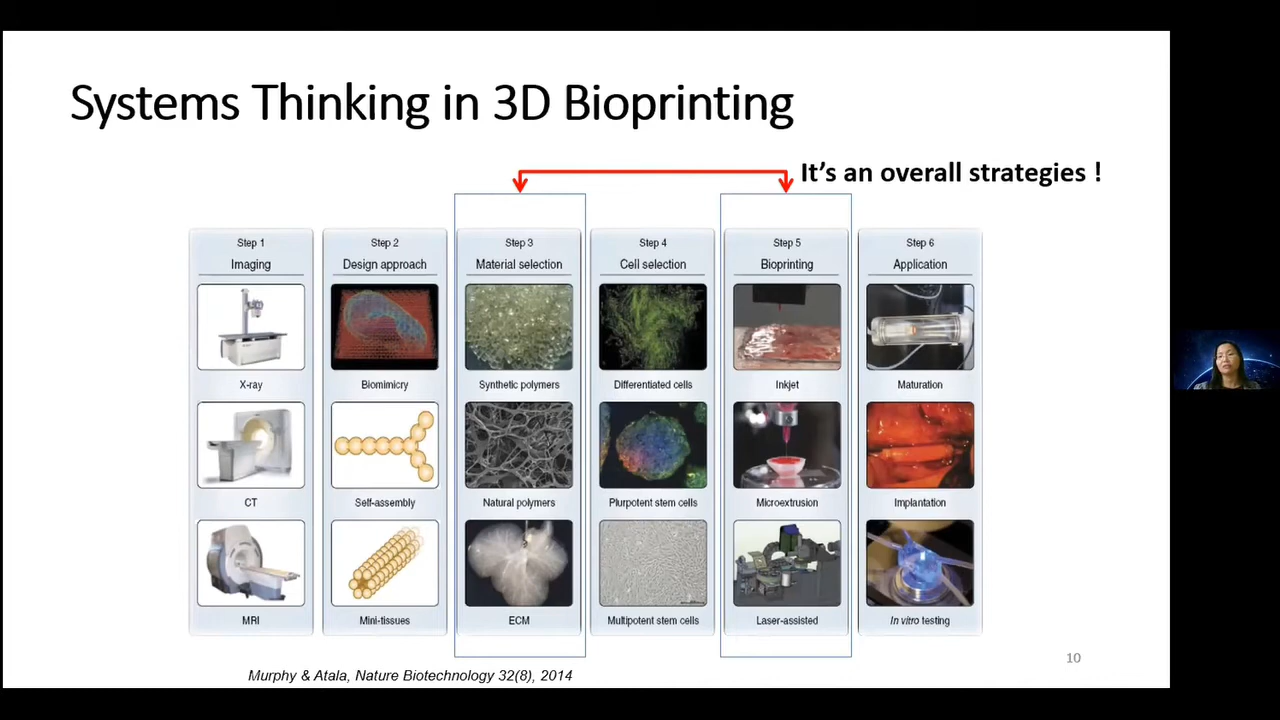 Systems Thinking in 3D Bioprinting
It's an overall strategies !
Step 1
Imaging
X-ray
CT
MRI
Step 2
Design approach
Biomimicry
Self-assembly
Mini-tissues
Step 3
Material selection
Synthetic polymers
Natural polymers
ECM
Step 4
Cell selection
Differentiated cells
Plurpotent stem cells
Multipotent stem cells
Step 5
Bioprinting
Inkjet
Microextrusion
Laser-assisted
Step 6
Application
Maturation
Implantation
In vitro testing
10
Murphy & Atala, Nature Biotechnology 32(8), 2014